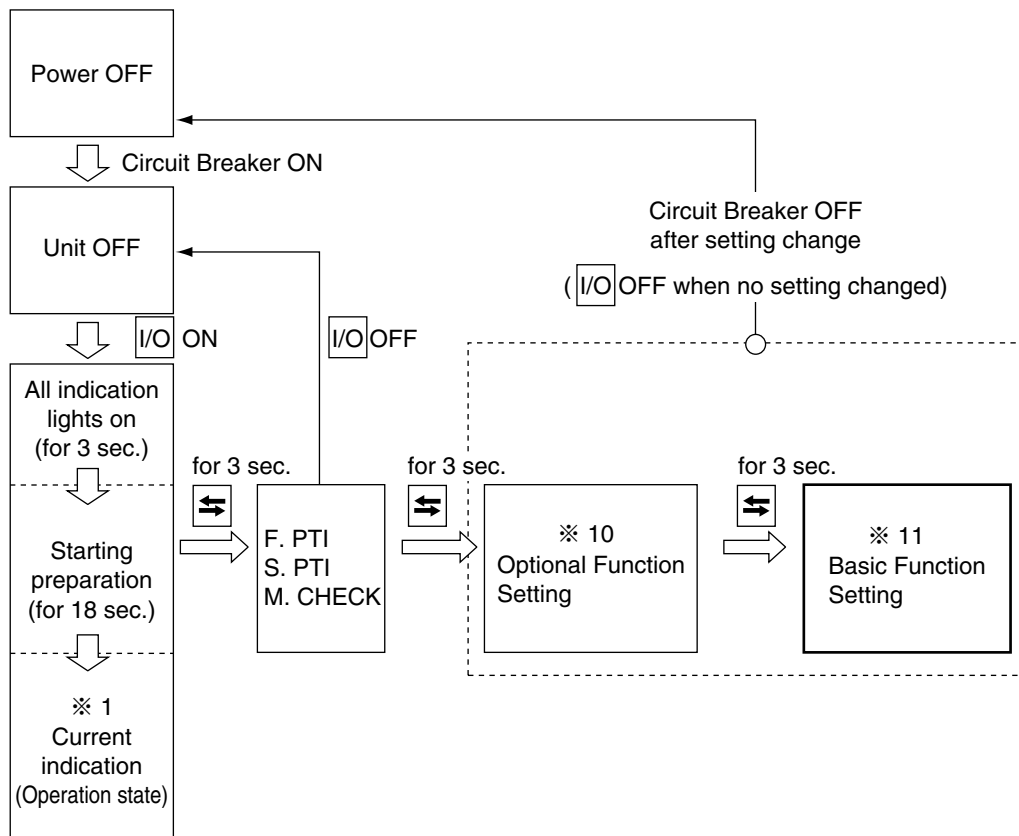 Power OFF
Circuit Breaker ON
Unit OFF
Circuit Breaker OFF
after setting change
( I/O OFF when no setting changed)
I/O ON
I/O OFF
All indication
lights on
(for 3 sec.)
for 3 sec.
for 3 sec.
for 3 sec.
Starting
preparation
(for 18 sec.)
F. PTI
S. PTI
M. CHECK
※ 10
Optional Function
Setting
※ 11
Basic Function
Setting
※ 1
Current
indication
(Operation state)